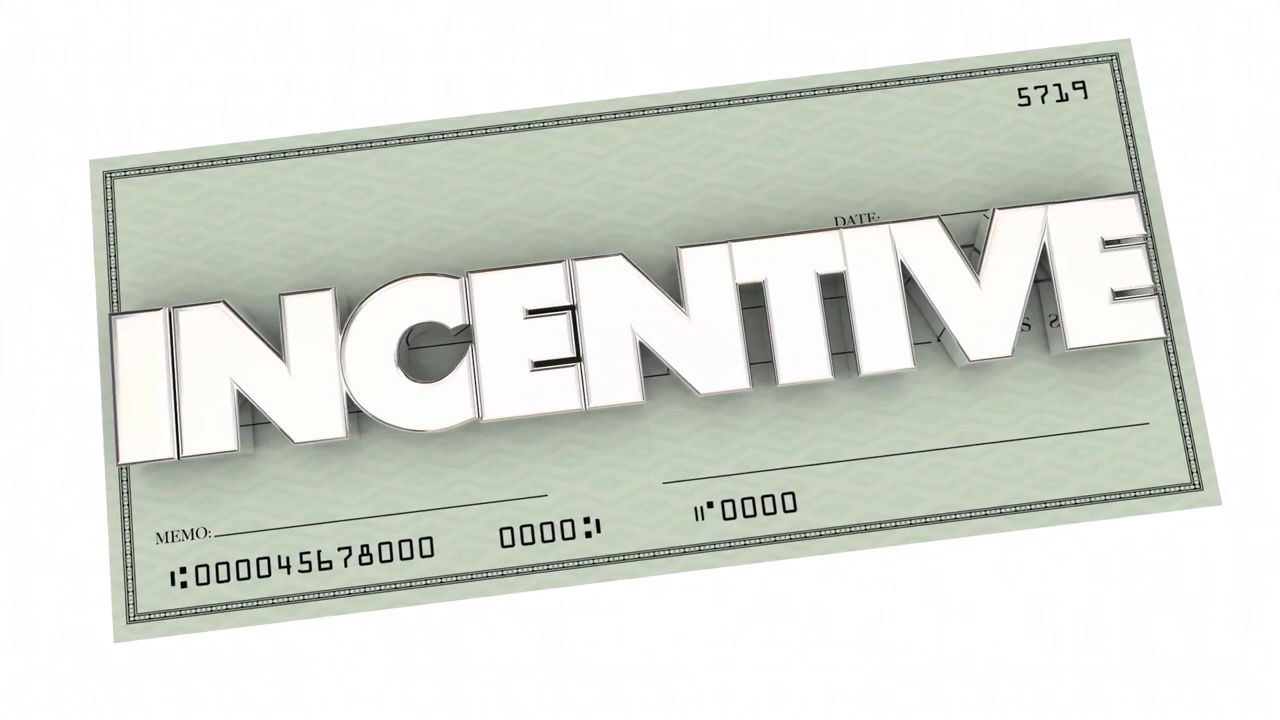 5719
DATE:
INCENTIVE
MEMO:
⑆000045678000 0000⑆ ⑈0000